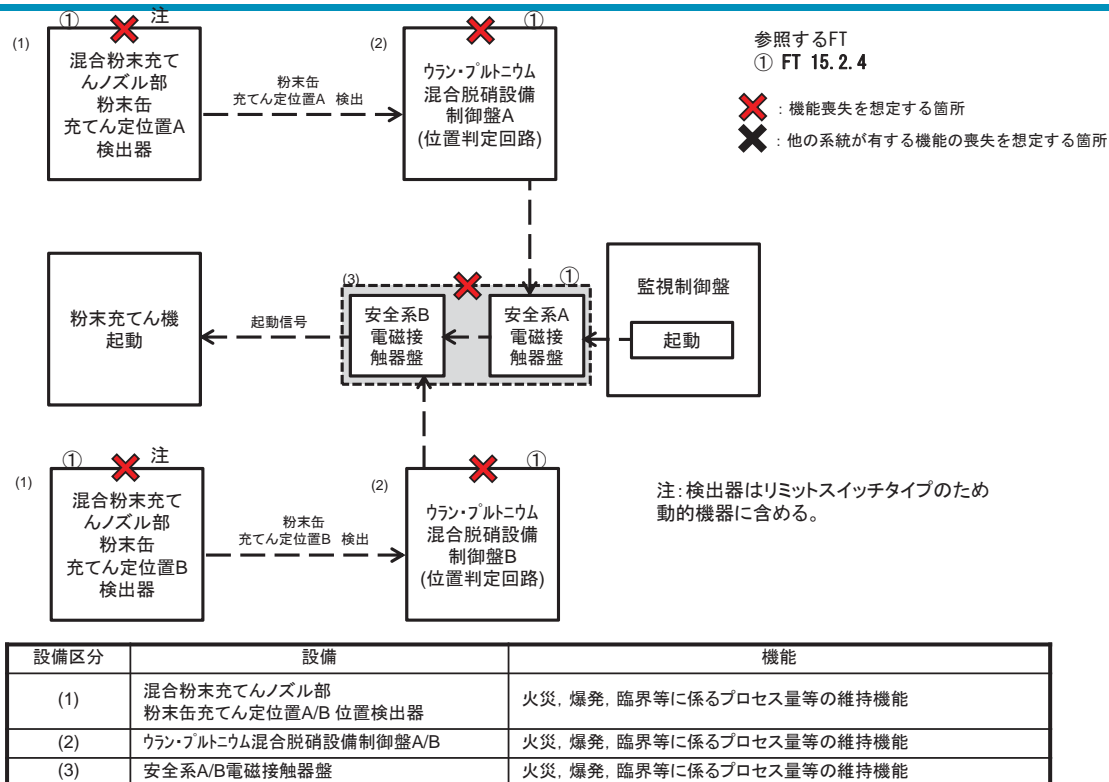 ① 注
(1)
混合粉末充て
んノズル部
粉末缶
充てん定位置A
検出器
粉末缶
充てん定位置A 検出
①
(2)
ウラン・プルトニウム
混合脱硝設備
制御盤A
(位置判定回路)
参照するFT
① FT 15.2.4
：機能喪失を想定する箇所
：他の系統が有する機能の喪失を想定する箇所
粉末充てん機
起動
起動信号
(3)
①
安全系B
電磁接
触器盤
安全系A
電磁接
触器盤
監視制御盤
起動
① 注
(1)
混合粉末充て
んノズル部
粉末缶
充てん定位置B
検出器
粉末缶
充てん定位置B 検出
①
(2)
ウラン・プルトニウム
混合脱硝設備
制御盤B
(位置判定回路)
注：検出器はリミットスイッチタイプのため
動的機器に含める。
設備区分 設備 機能
(1) 混合粉末充てんノズル部
粉末缶充てん定位置A/B 位置検出器 火災，爆発，臨界等に係るプロセス量等の維持機能
(2) ウラン・プルトニウム混合脱硝設備制御盤A/B 火災，爆発，臨界等に係るプロセス量等の維持機能
(3) 安全系A/B電磁接触器盤 火災，爆発，臨界等に係るプロセス量等の維持機能